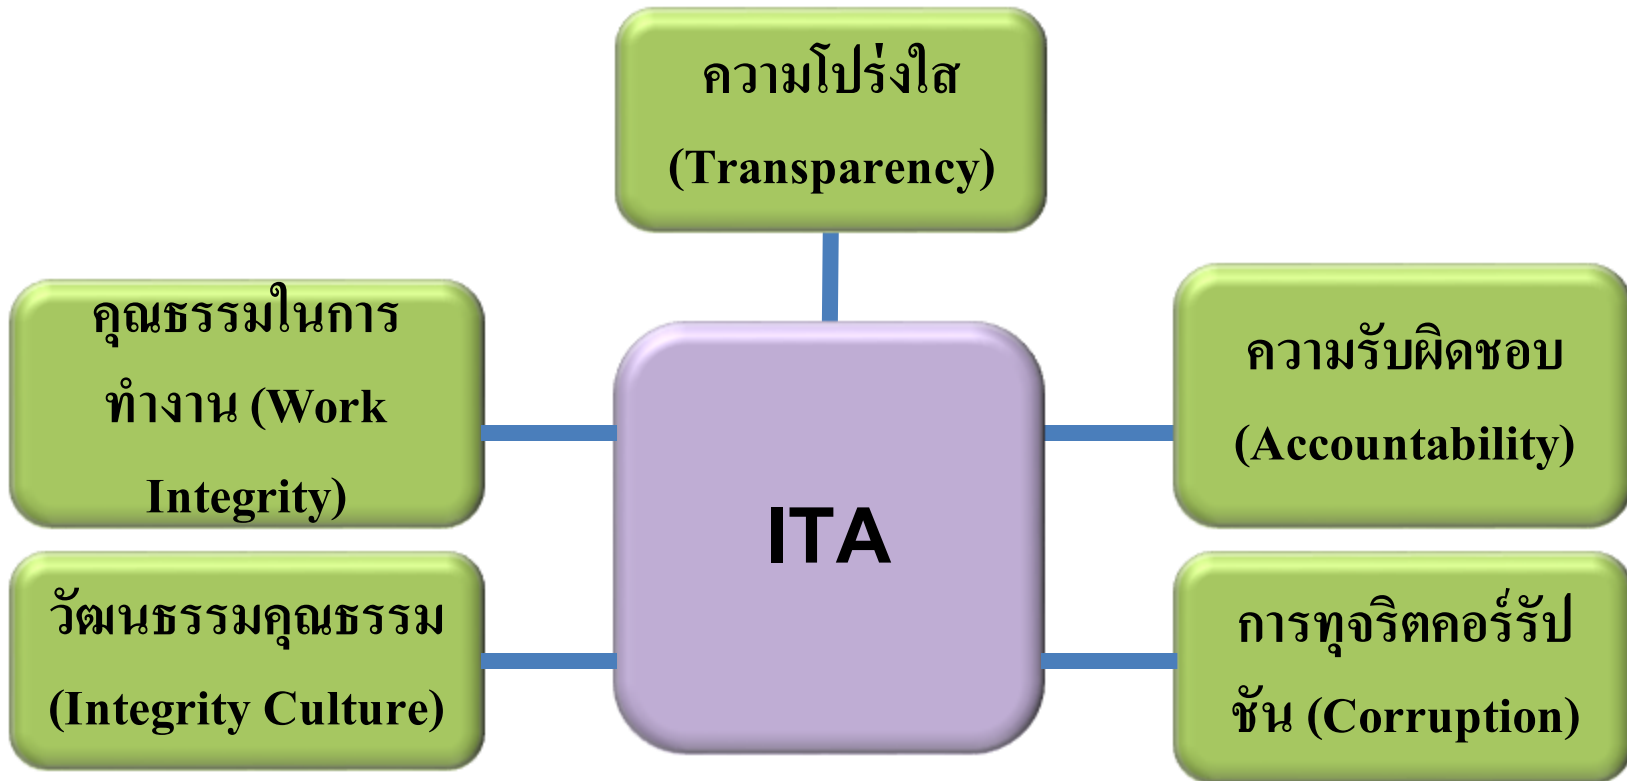 ความโปร่งใส
(Transparency)
คุณธรรมในการ
ทำงาน (Work
Integrity)
ความรับผิดชอบ
(Accountability)
ITA
วัฒนธรรมคุณธรรม
(Integrity Culture)
การทุจริตคอร์รัป
ชัน (Corruption)